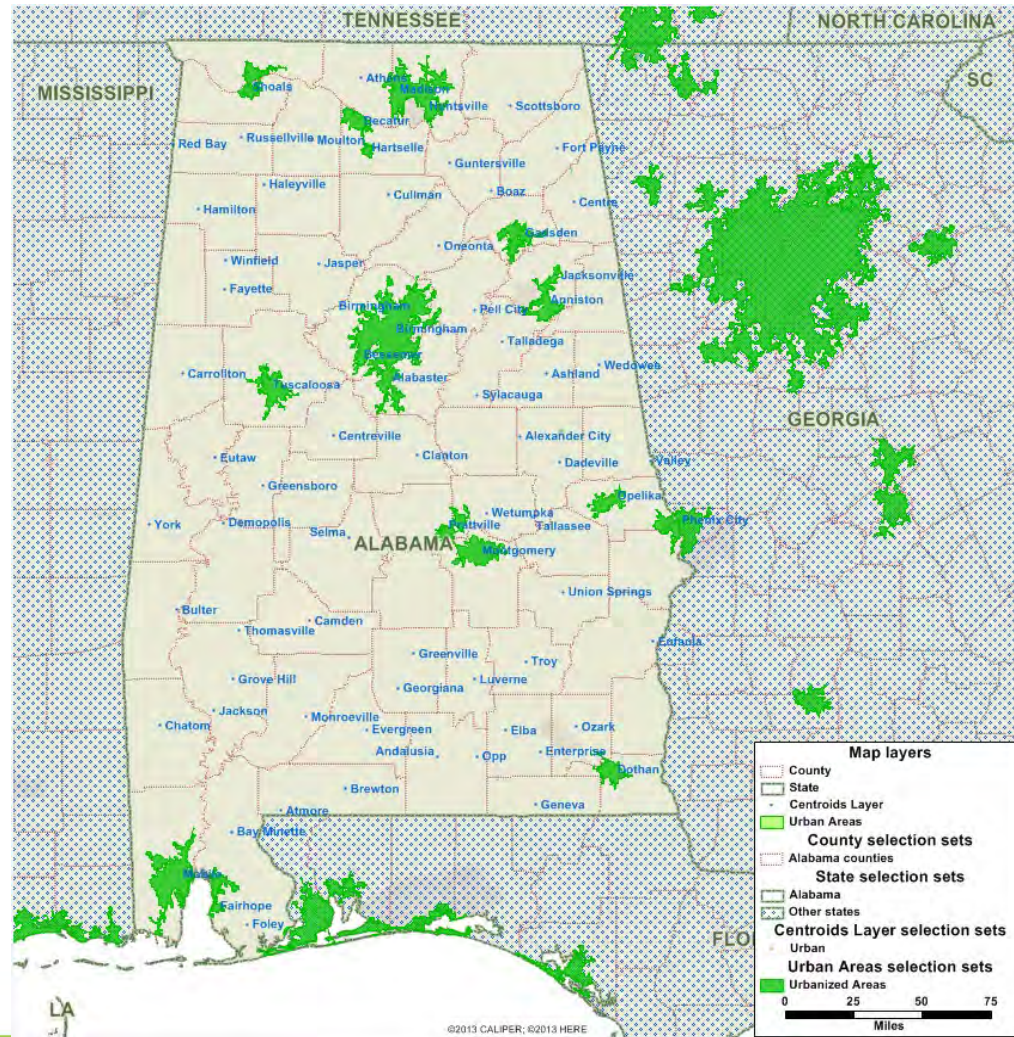 TENNESSEE
NORTH CAROLINA
MISSISSIPPI
SC
Athens
Shoals
Madison
Huntsville
Scottsboro
Decatur
Red Bay
Russellville
Moulton
Hartselle
Fort Payne
Guntersville
Haleyville
Cullman
Boaz
Hamilton
Centre
Gadsden
Oneonta
Winfield
Jasper
Jacksonville
Fayette
Anniston
Birmingham
Pell City
Birmingham
Talladega
Bessemer
Wedowee
Carrollton
Alabaster
Ashland
Tuscaloosa
Sylacauga
GEORGIA
Centreville
Alexander City
Eutaw
Clanton
Dadeville
Valley
Greensboro
Opelika
Wetumpka
York
Demopolis
Prattville
Tallassee
Phenix City
Selma
ALABAMA
Montgomery
Union Springs
Bulter
Camden
Thomasville
Eufaula
Greenville
Troy
Grove Hill
Georgiana
Luverne
Jackson
Monroeville
Chatom
Evergreen
Elba
Ozark
Andalusia
Opp
Enterprise
Dothan
Brewton
Geneva
Atmore
Bay Minette
Mobile
Fairhope
Foley
FLO
LA
Map layers
County
State
Centroids Layer
Urban Areas
County selection sets
Alabama counties
State selection sets
Alabama
Other states
Centroids Layer selection sets
Urban
Urban Areas selection sets
Urbanized Areas
0 25 50 75
Miles
©2013 CALIPER; ©2013 HERE